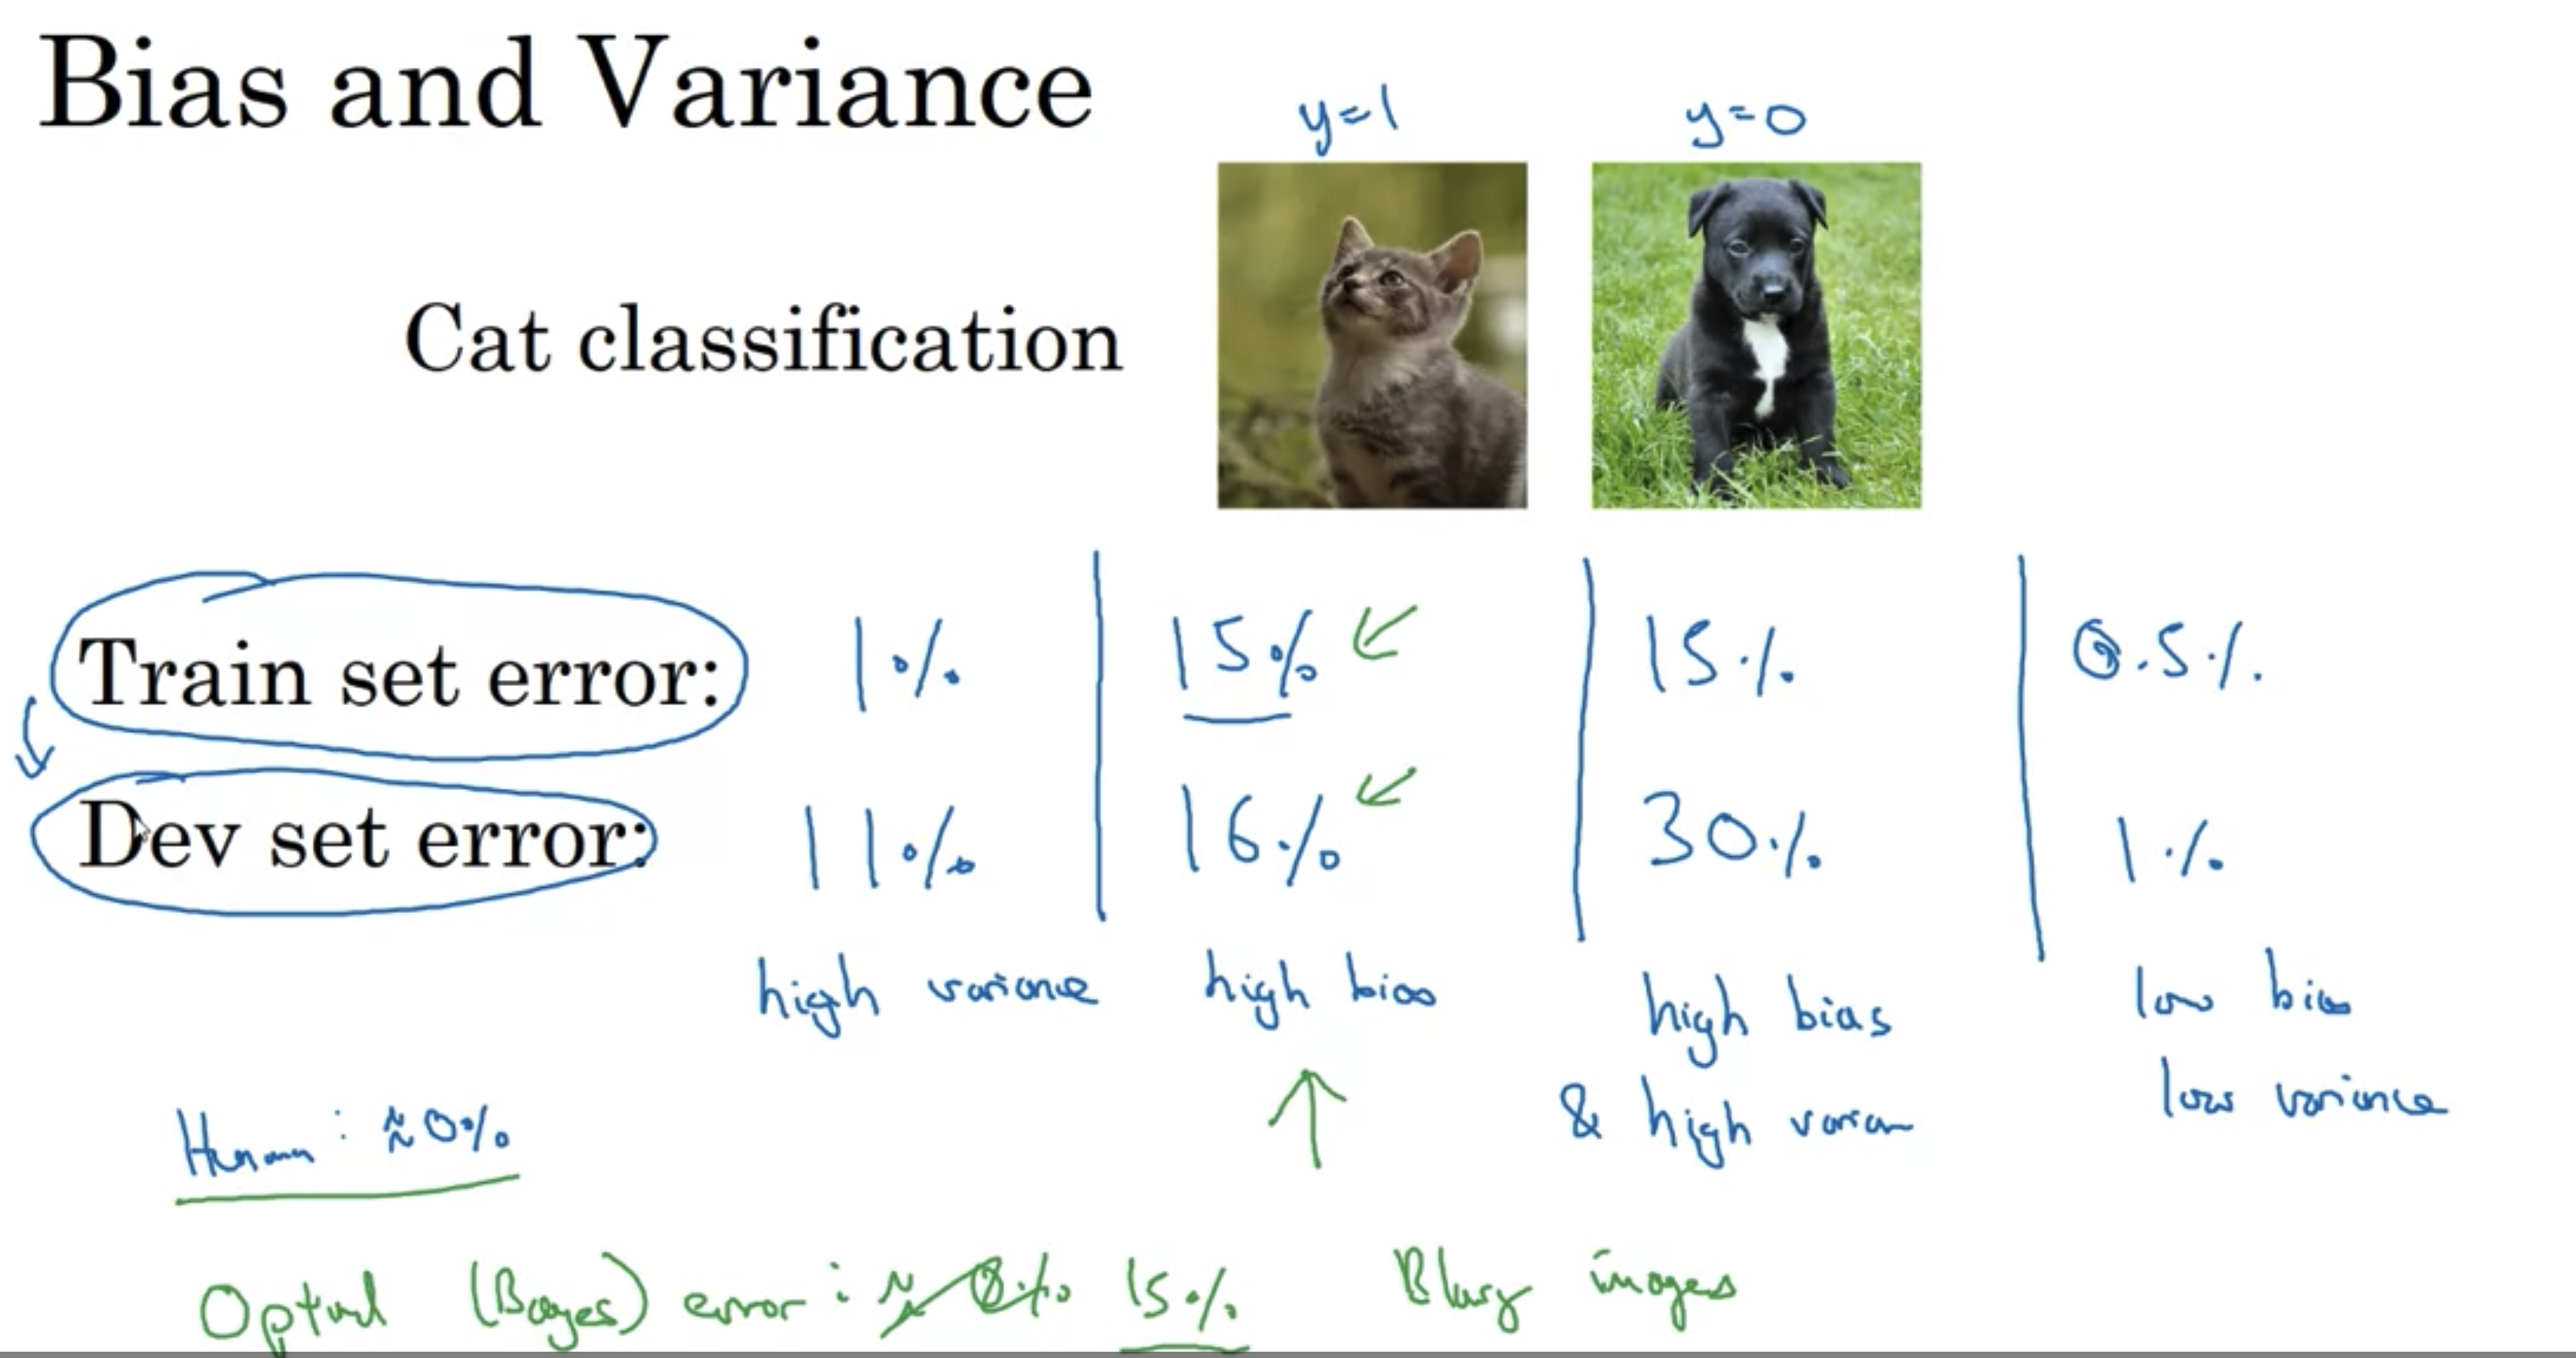 Bias and Variance
y=1 y=0
Cat classification
Train set error: 1% 15% 15% 0.5%
Dev set error: 11% 16% 30% 1%
high variance high bias high bias low bias
& high varian low variance
Human: ≈0%
Optimal (Bayes) error: ≈0% 15% Blurry images